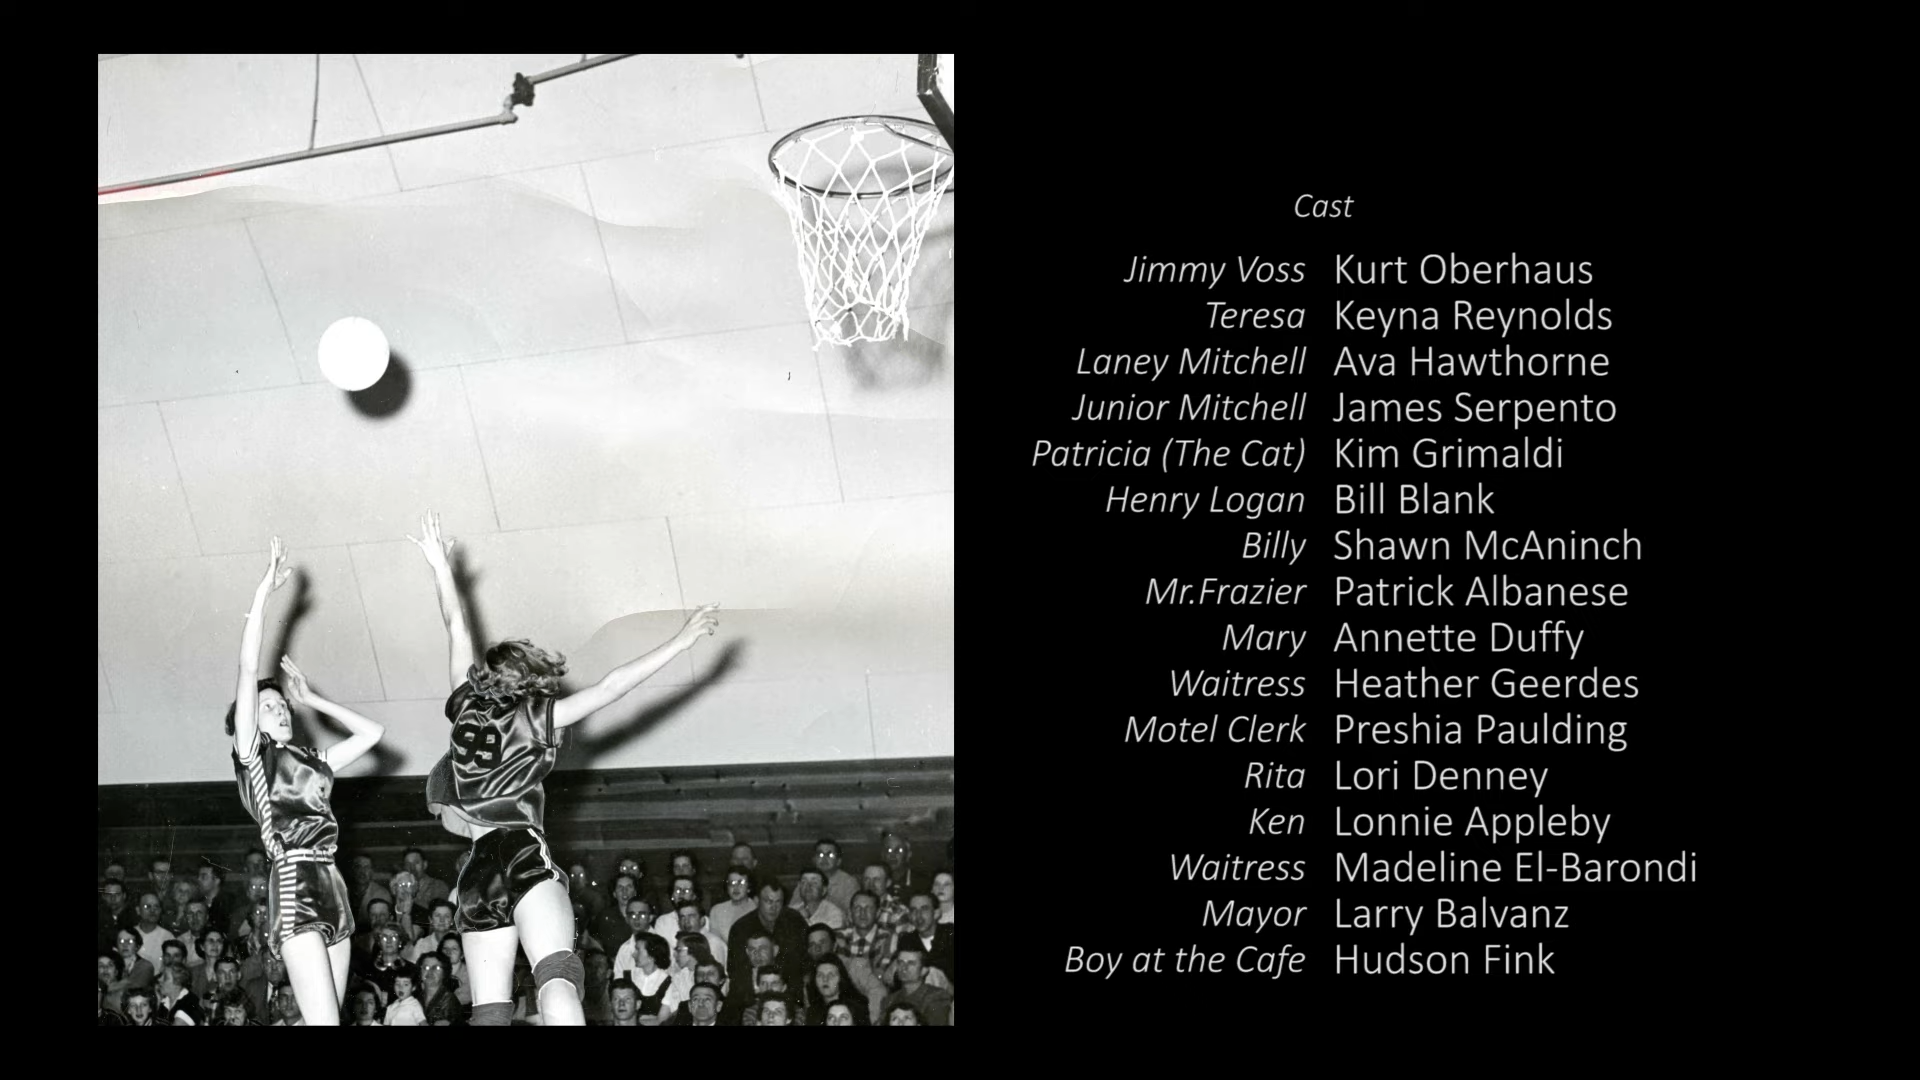 99
Cast
Jimmy Voss Kurt Oberhaus
Teresa Keyna Reynolds
Laney Mitchell Ava Hawthorne
Junior Mitchell James Serpento
Patricia (The Cat) Kim Grimaldi
Henry Logan Bill Blank
Billy Shawn McAninch
Mr.Frazier Patrick Albanese
Mary Annette Duffy
Waitress Heather Geerdes
Motel Clerk Preshia Paulding
Rita Lori Denney
Ken Lonnie Appleby
Waitress Madeline El-Barondi
Mayor Larry Balvanz
Boy at the Cafe Hudson Fink